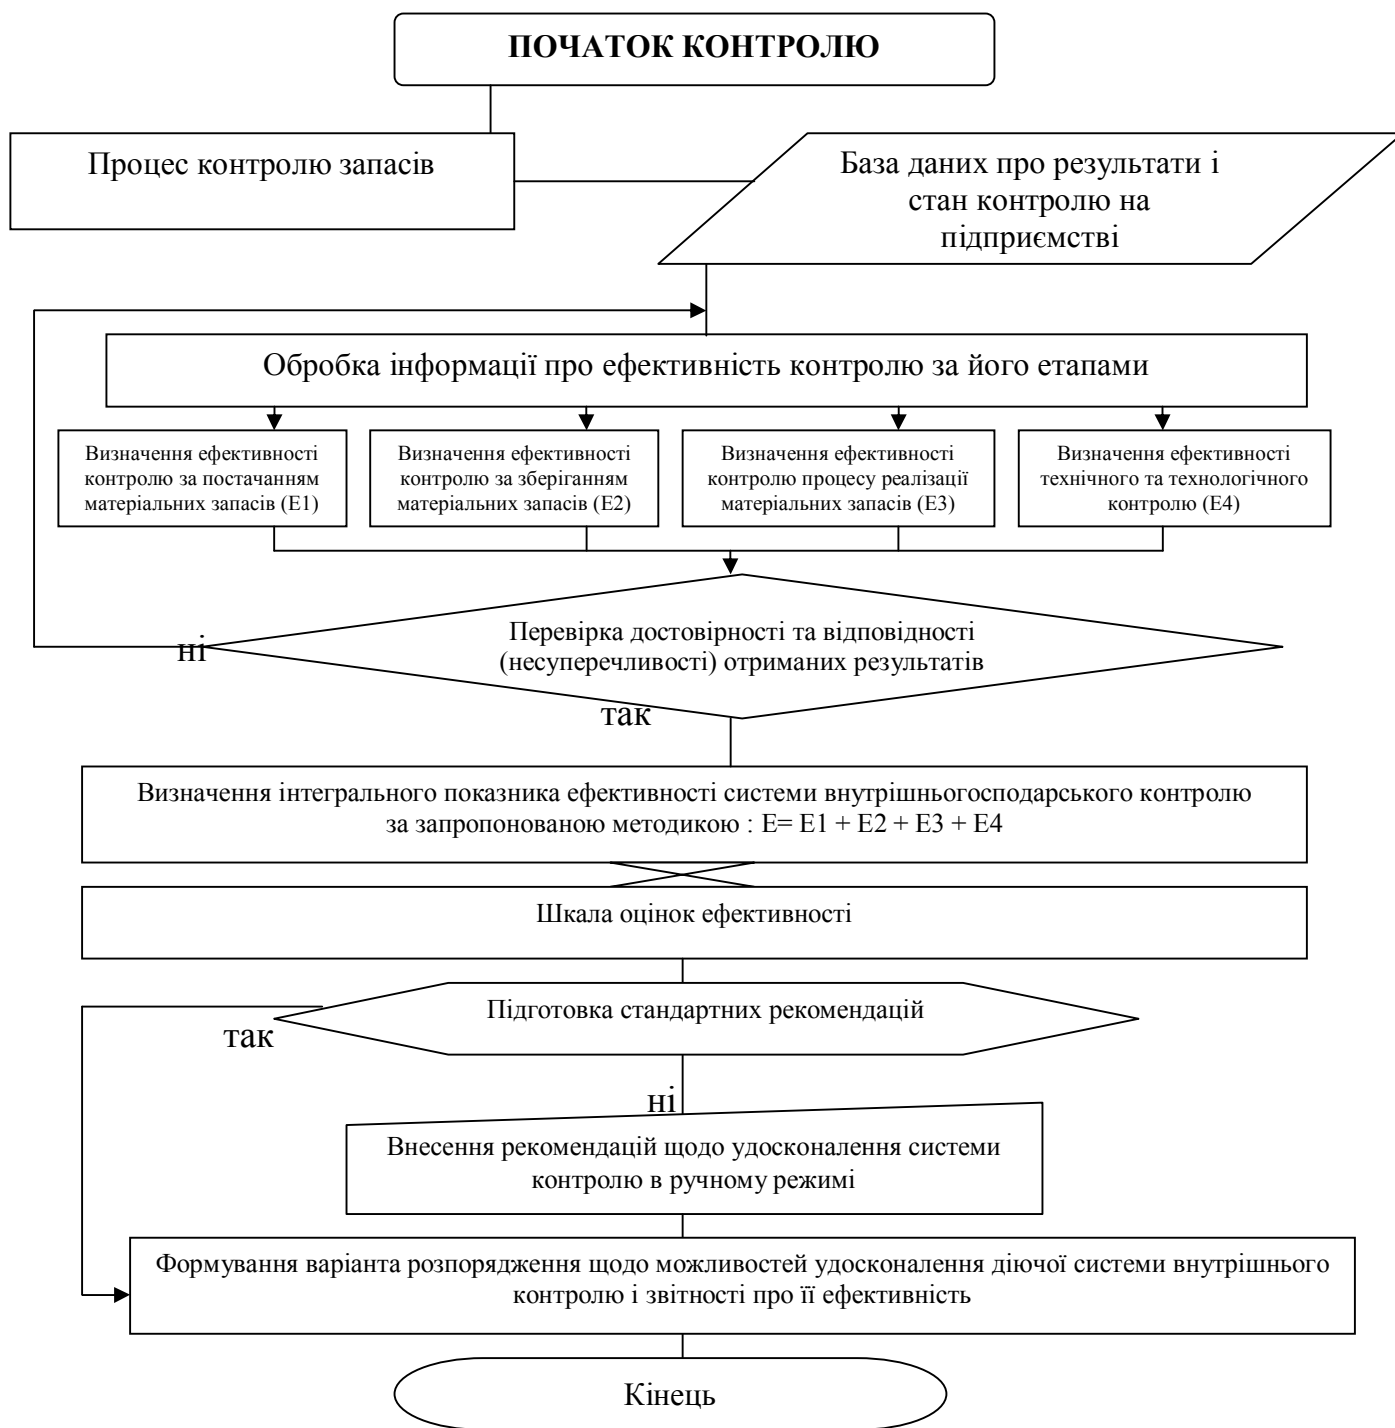 ПОЧАТОК КОНТРОЛЮ
Процес контролю запасів
База даних про результати і
стан контролю на
підприємстві
Обробка інформації про ефективність контролю за його етапами
Визначення ефективності
контролю за постачанням
матеріальних запасів (Е1)
Визначення ефективності
контролю за зберіганням
матеріальних запасів (Е2)
Визначення ефективності
контролю процесу реалізації
матеріальних запасів (Е3)
Визначення ефективності
технічного та технологічного
контролю (Е4)
Перевірка достовірності та відповідності
(несуперечливості) отриманих результатів
ні
так
Визначення інтегрального показника ефективності системи внутрішньогосподарського контролю
за запропонованою методикою : Е= Е1 + Е2 + Е3 + Е4
Шкала оцінок ефективності
Підготовка стандартних рекомендацій
так
ні
Внесення рекомендацій щодо удосконалення системи
контролю в ручному режимі
Формування варіанта розпорядження щодо можливостей удосконалення діючої системи внутрішнього
контролю і звітності про її ефективність
Кінець